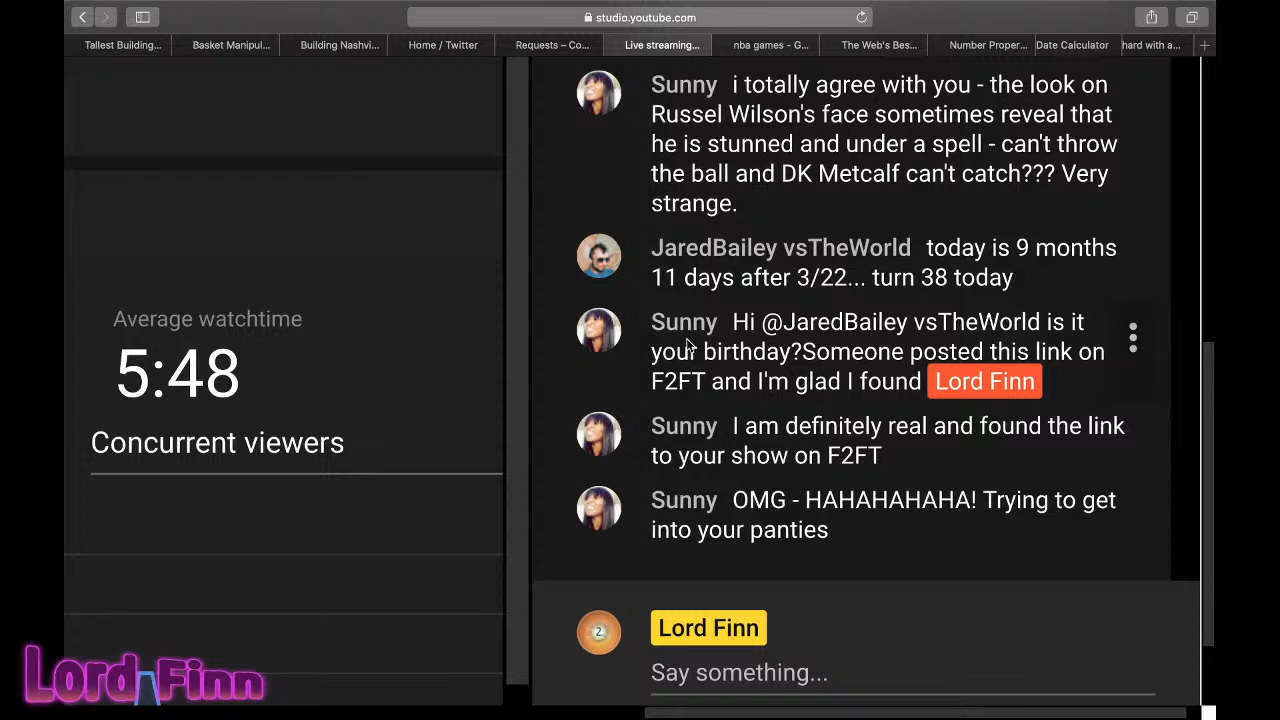 studio.youtube.com
Tallest Building...
Basket Manipul...
Building Nashvi...
Home / Twitter
Requests – Co...
Live streaming...
nba games - G...
The Web's Bes...
Number Proper...
Date Calculator
hard with a...
Sunny i totally agree with you - the look on
Russel Wilson's face sometimes reveal that
he is stunned and under a spell - can't throw
the ball and DK Metcalf can't catch??? Very
strange.
JaredBailey vsTheWorld today is 9 months
11 days after 3/22... turn 38 today
Sunny Hi @JaredBailey vsTheWorld is it
your birthday?Someone posted this link on
F2FT and I'm glad I found Lord Finn
Sunny I am definitely real and found the link
to your show on F2FT
Sunny OMG - HAHAHAHAHA! Trying to get
into your panties
Average watchtime
5:48
Concurrent viewers
2
Lord Finn
Say something...
Lord Finn